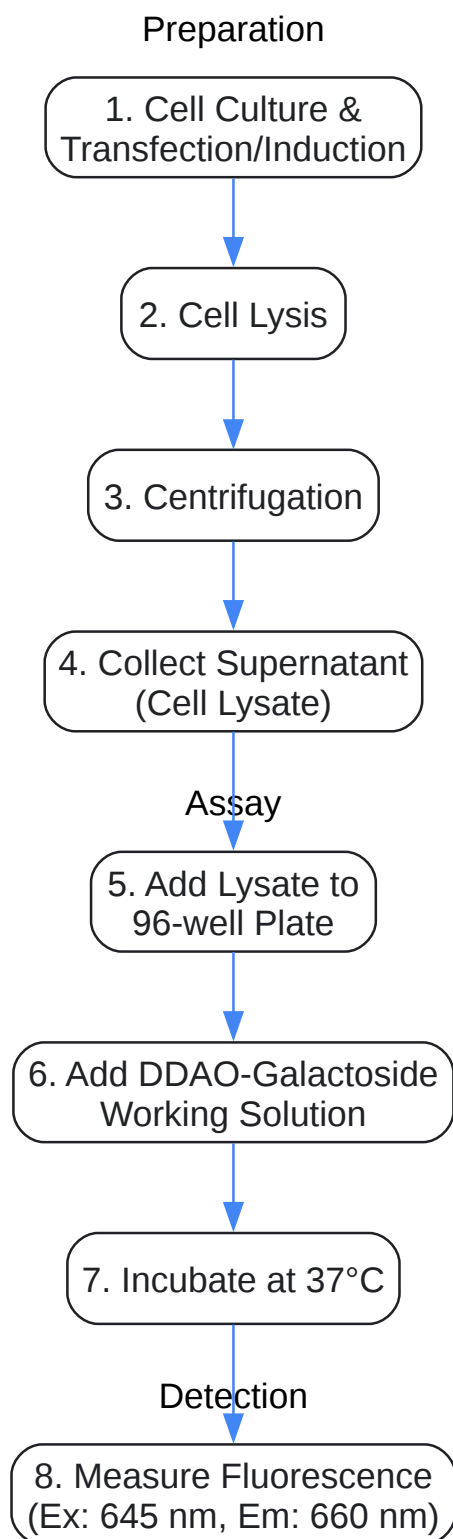 Preparation
1. Cell Culture &
Transfection/Induction
2. Cell Lysis
3. Centrifugation
4. Collect Supernatant
(Cell Lysate)
Assay
5. Add Lysate to
96-well Plate
6. Add DDAO-Galactoside
Working Solution
7. Incubate at 37°C
Detection
8. Measure Fluorescence
(Ex: 645 nm, Em: 660 nm)